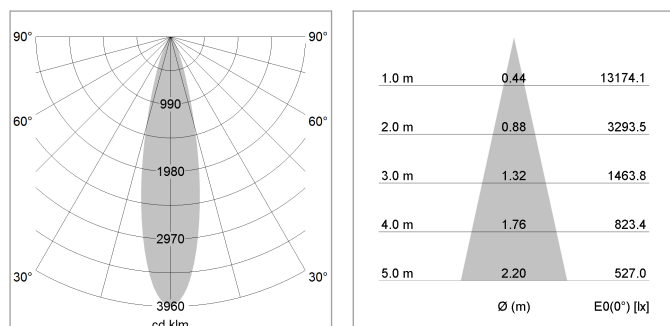 90° 90°
990
60° 60°
1980
2970
30° 30°
3960
cd klm
1.0 m 0.44 13174.1
2.0 m 0.88 3293.5
3.0 m 1.32 1463.8
4.0 m 1.76 823.4
5.0 m 2.20 527.0
Ø (m) E0(0°) [lx]